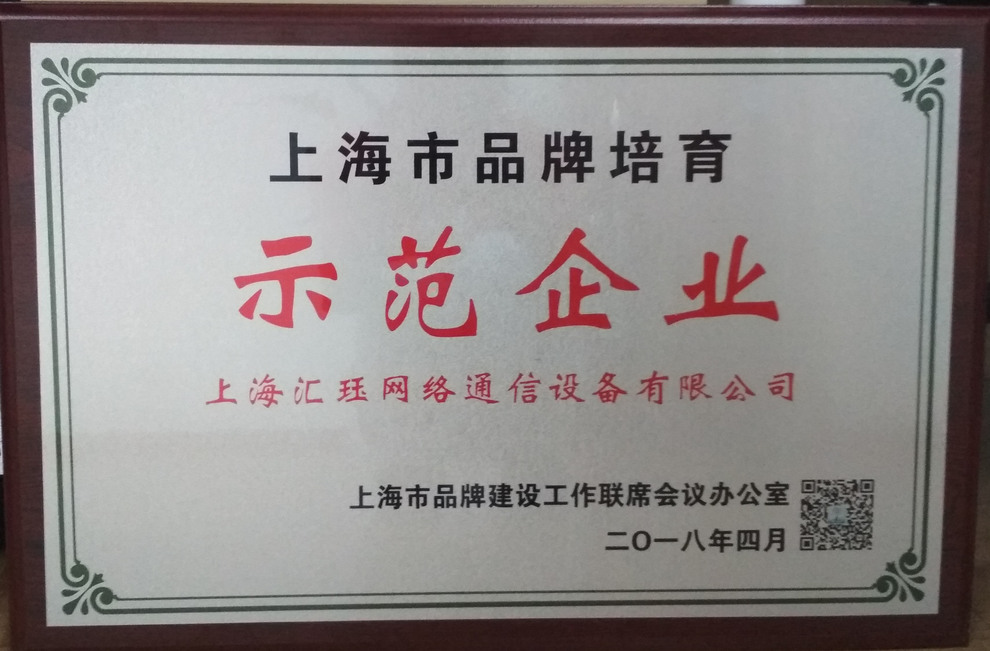 上海市品牌培育
示范企业
上海汇珏网络通信设备有限公司
上海市品牌建设工作联席会议办公室
二〇一八年四月